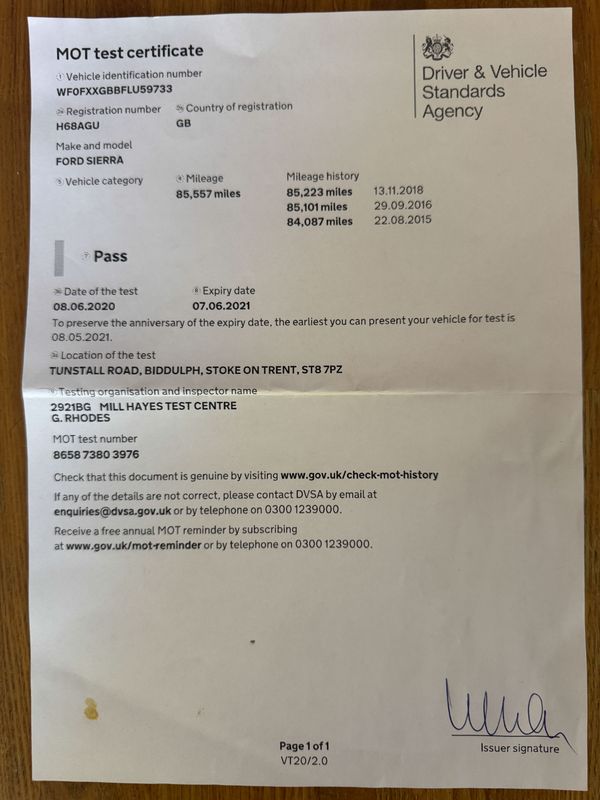 MOT test certificate
Driver & Vehicle
Standards
Agency
Vehicle identification number
WF0FXXGBBFLU59733
Registration number
Country of registration
H68AGU
GB
Make and model
FORD SIERRA
Vehicle category
Mileage
Mileage history
85,557 miles
85,223 miles 13.11.2018
85,101 miles 29.09.2016
84,087 miles 22.08.2015
Pass
Date of the test
Expiry date
08.06.2020
07.06.2021
To preserve the anniversary of the expiry date, the earliest you can present your vehicle for test is
08.05.2021.
Location of the test
TUNSTALL ROAD, BIDDULPH, STOKE ON TRENT, ST8 7PZ
Testing organisation and inspector name
2921BG MILL HAYES TEST CENTRE
G. RHODES
MOT test number
8658 7380 3976
Check that this document is genuine by visiting www.gov.uk/check-mot-history
If any of the details are not correct, please contact DVSA by email at
enquiries@dvsa.gov.uk or by telephone on 0300 1239000.
Receive a free annual MOT reminder by subscribing
at www.gov.uk/mot-reminder or by telephone on 0300 1239000.
Issuer signature
Page 1 of 1
VT20/2.0